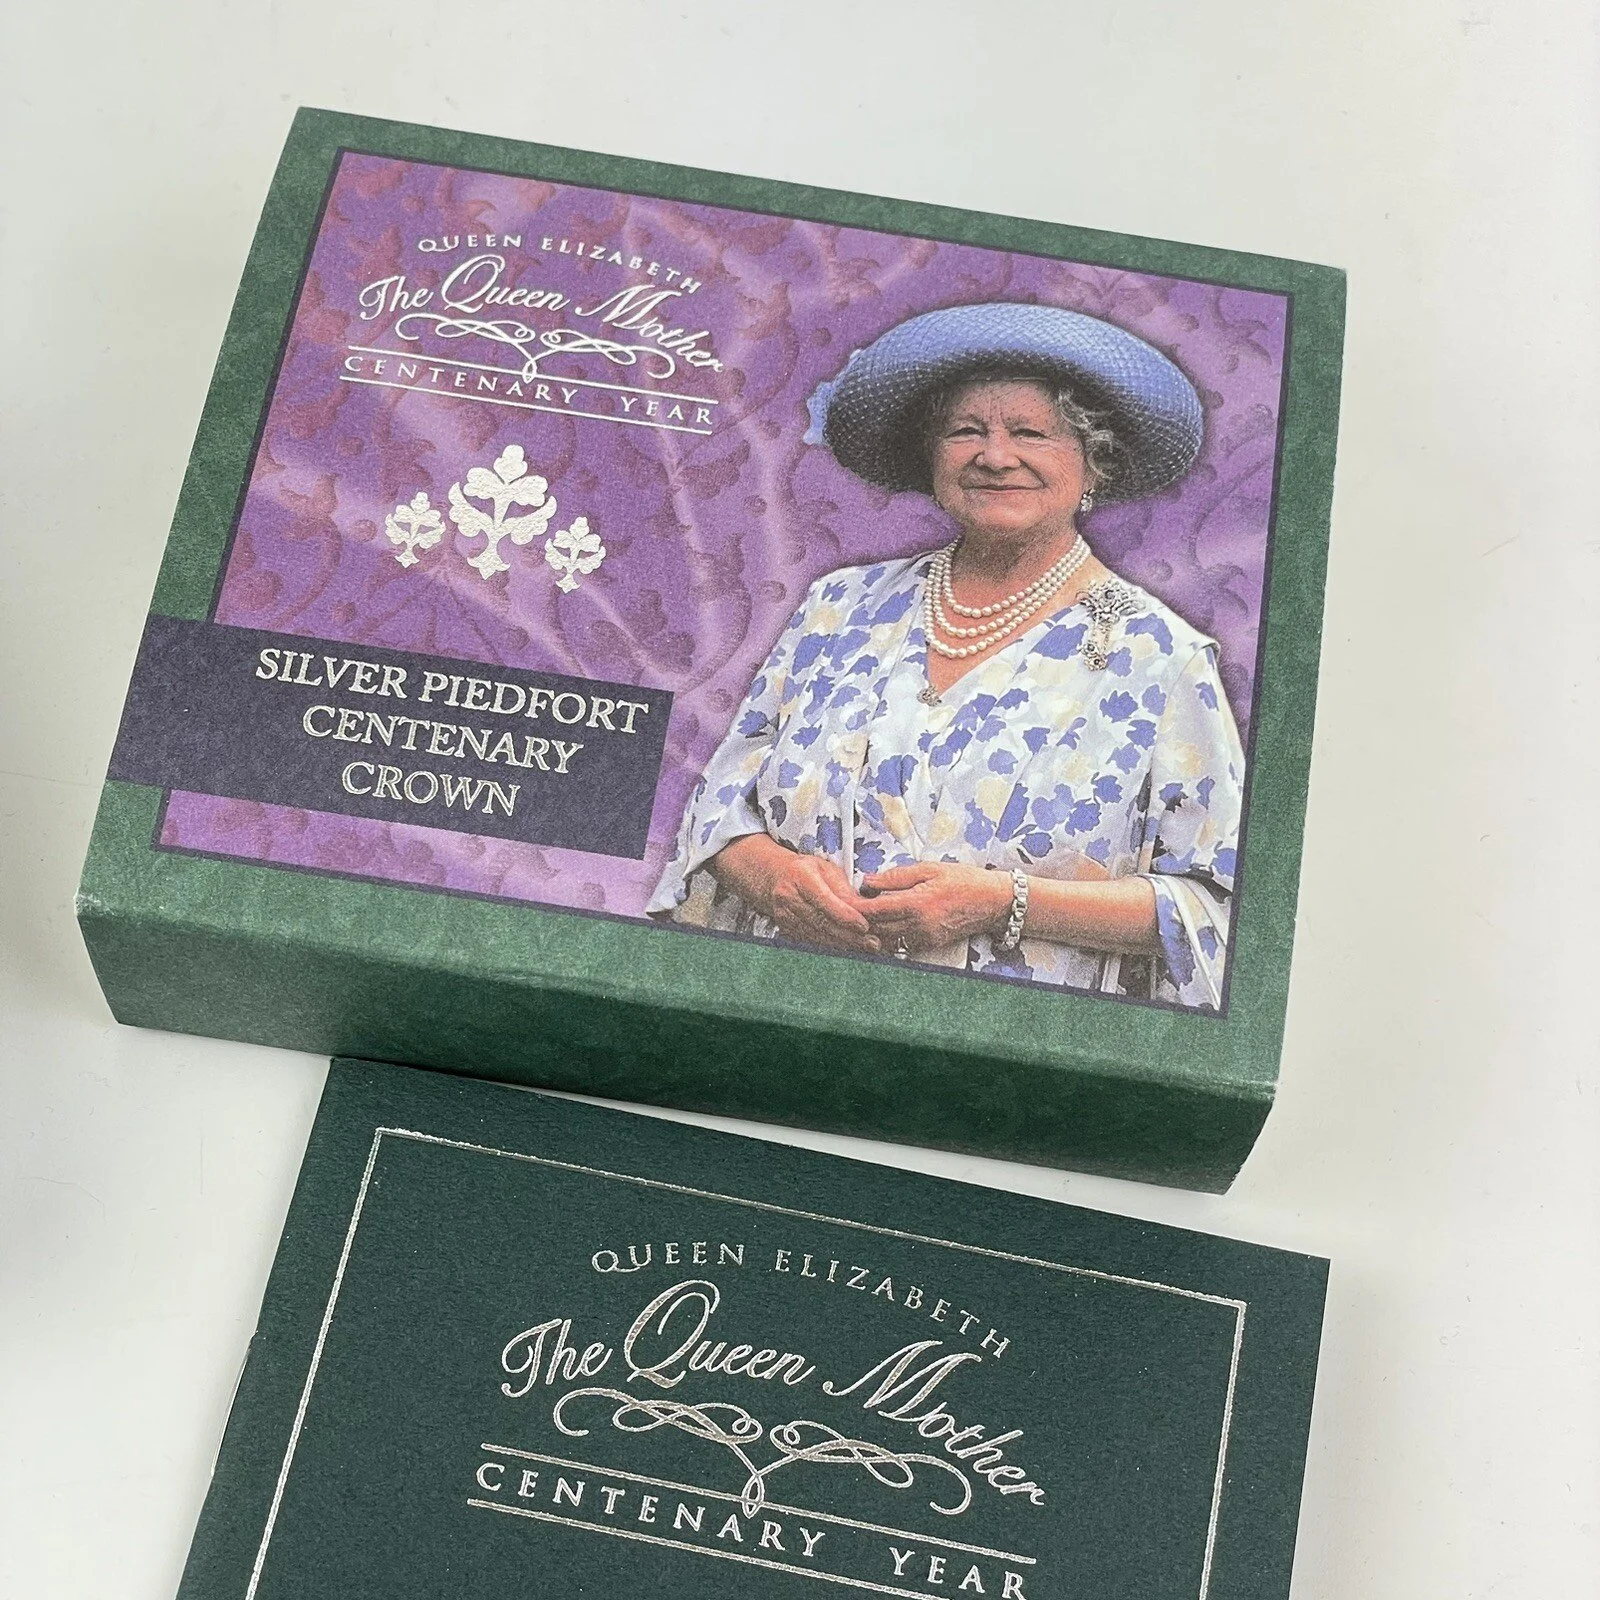 QUEEN ELIZABETH
The Queen Mother
CENTENARY YEAR
SILVER PIEDFORT
CENTENARY
CROWN
QUEEN ELIZABETH
The Queen Mother
CENTENARY YEAR